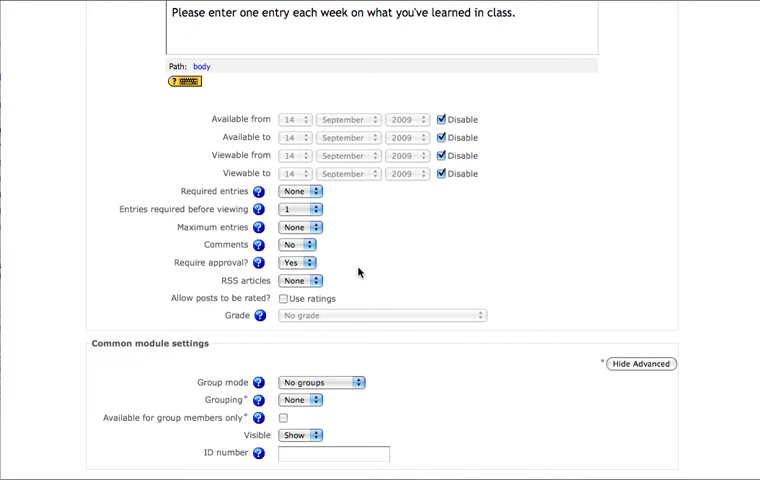 Please enter one entry each week on what you've learned in class.
Path: body
?
Available from 14 September 2009 Disable
Available to 14 September 2009 Disable
Viewable from 14 September 2009 Disable
Viewable to 14 September 2009 Disable
Required entries ? None
Entries required before viewing ? 1
Maximum entries ? None
Comments ? No
Require approval? ? Yes
RSS articles None
Allow posts to be rated? Use ratings
Grade ? No grade
Common module settings
* Hide Advanced
Group mode ? No groups
Grouping* ? None
Available for group members only* ?
Visible Show
ID number ?